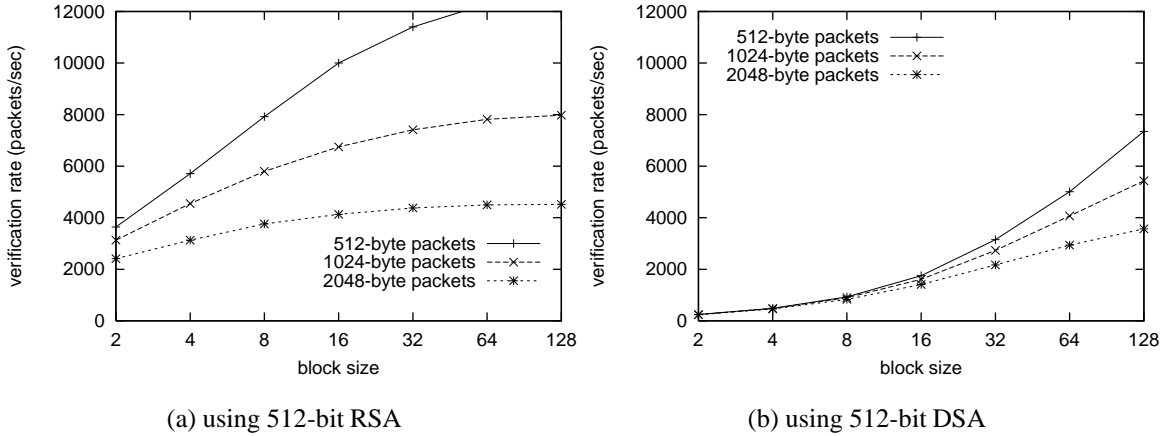 12000
10000
8000
6000
4000
2000
0
verification rate (packets/sec)
512-byte packets
1024-byte packets
2048-byte packets
2 4 8 16 32 64 128
block size
(a) using 512-bit RSA
12000
10000
8000
6000
4000
2000
0
verification rate (packets/sec)
512-byte packets
1024-byte packets
2048-byte packets
2 4 8 16 32 64 128
block size
(b) using 512-bit DSA